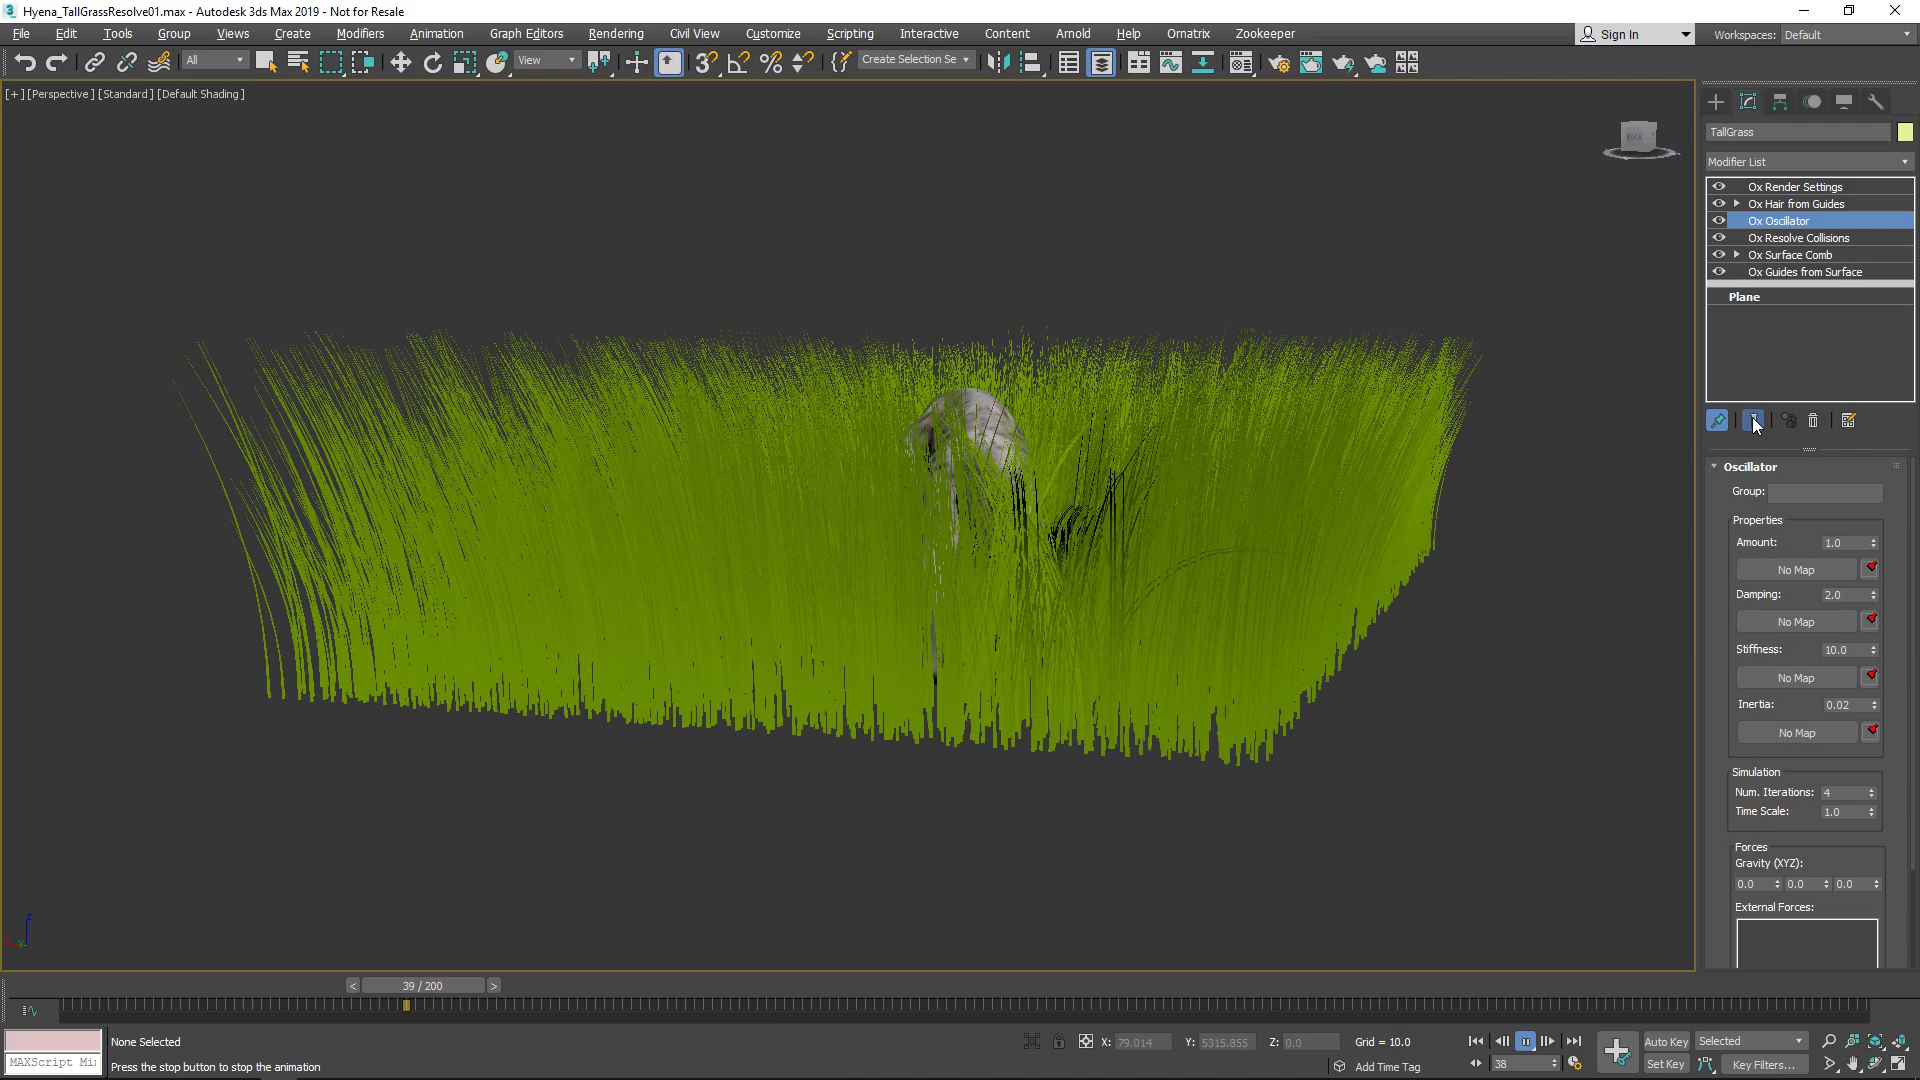 Hyena_TallGrassResolve01.max - Autodesk 3ds Max 2019 - Not for Resale
File Edit Tools Group Views Create Modifiers Animation Graph Editors Rendering Civil View Customize Scripting Interactive Content Arnold Help Ornatrix Zookeeper
Sign In
Workspaces: Default
All
View
Create Selection Se
[+] [Perspective ] [Standard ] [Default Shading ]
BACK
TallGrass
Modifier List
Ox Render Settings
Ox Hair from Guides
Ox Oscillator
Ox Resolve Collisions
Ox Surface Comb
Ox Guides from Surface
Plane
Oscillator
Group:
Properties
Amount: 1.0
No Map
Damping: 2.0
No Map
Stiffness: 10.0
No Map
Inertia: 0.02
No Map
Simulation
Num. Iterations: 4
Time Scale: 1.0
Forces
Gravity (XYZ):
0.0 0.0 0.0
External Forces:
z
y
< 39 / 200 >
None Selected
X: 79.014 Y: 5315.855 Z: 0.0 Grid = 10.0
Auto Key Selected
MAXScript Mi
Press the stop button to stop the animation
Add Time Tag
38
Set Key Key Filters...